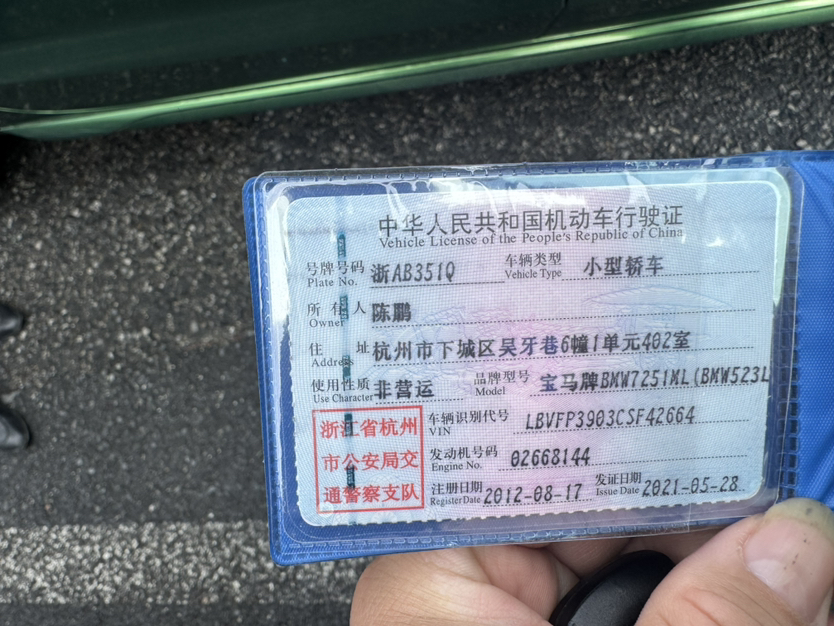 中华人民共和国机动车行驶证
Vehicle License of the People's Republic of China
号牌号码 浙AB351Q 车辆类型 小型轿车
Plate No. Vehicle Type
所有人 陈鹏
Owner
住址 杭州市下城区吴牙巷6幢1单元402室
Address
使用性质 非营运 品牌型号 宝马牌BMW7251ML(BMW523L
Use Character Model
浙江省杭州
市公安局交
通警察支队
车辆识别代号 LBVFP3903CSF42664
VIN
发动机号码 02668144
Engine No.
注册日期 2012-08-17 发证日期 2021-05-28
Register Date Issue Date